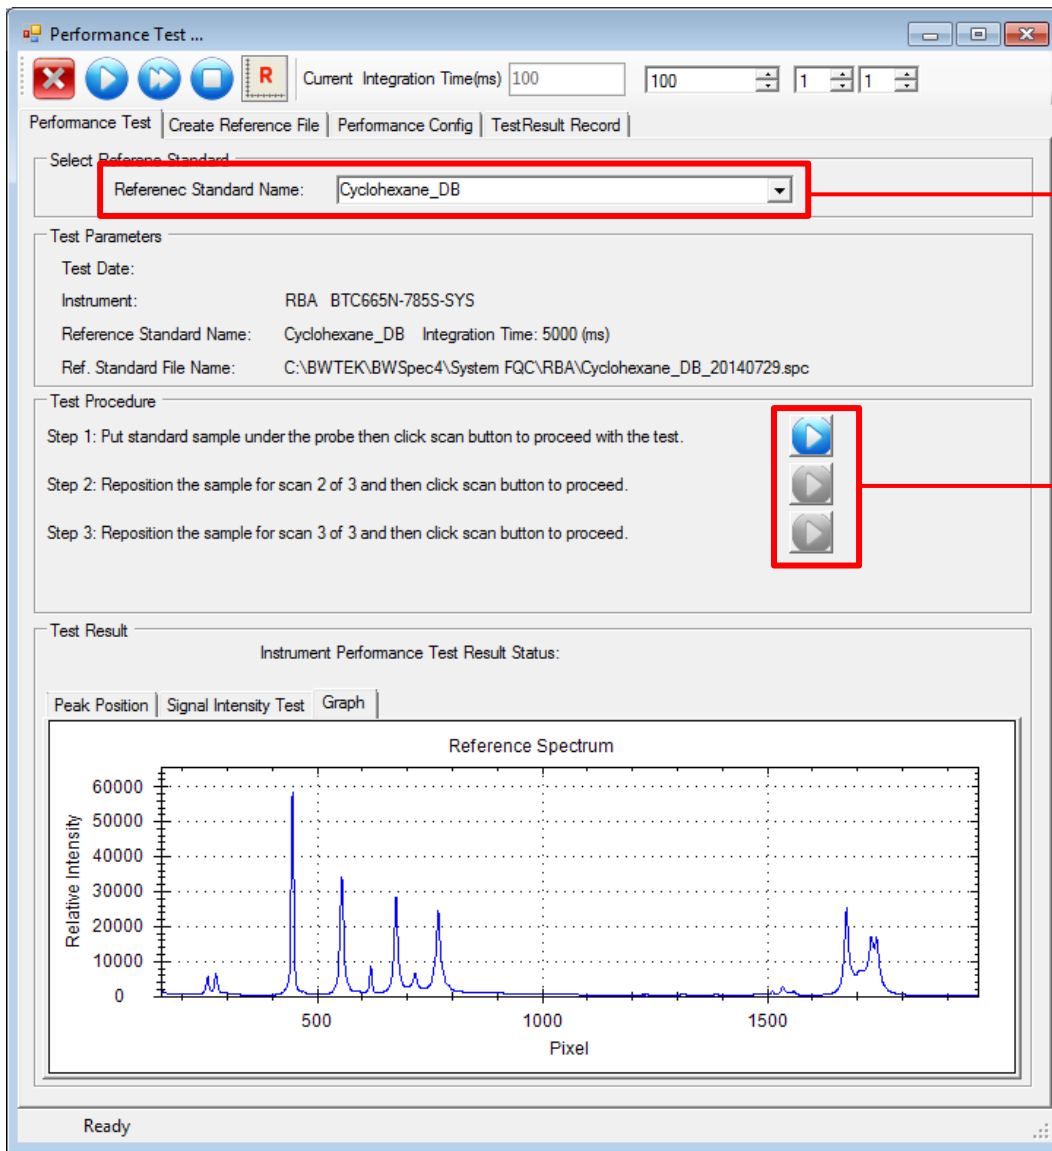 Performance Test ...
R Current Integration Time(ms) 100 100 1 1
Performance Test Create Reference File Performance Config TestResult Record
Select Referenc Standard
Referenec Standard Name: Cyclohexane_DB
Test Parameters
Test Date:
Instrument: RBA BTC665N-785S-SYS
Reference Standard Name: Cyclohexane_DB Integration Time: 5000 (ms)
Ref. Standard File Name: C:\BWTEK\BWSpec4\System FQC\RBA\Cyclohexane_DB_20140729.spc
Test Procedure
Step 1: Put standard sample under the probe then click scan button to proceed with the test.
Step 2: Reposition the sample for scan 2 of 3 and then click scan button to proceed.
Step 3: Reposition the sample for scan 3 of 3 and then click scan button to proceed.
Test Result
Instrument Performance Test Result Status:
Peak Position Signal Intensity Test Graph
Reference Spectrum
Relative Intensity
60000
50000
40000
30000
20000
10000
0
500 1000 1500
Pixel
Ready